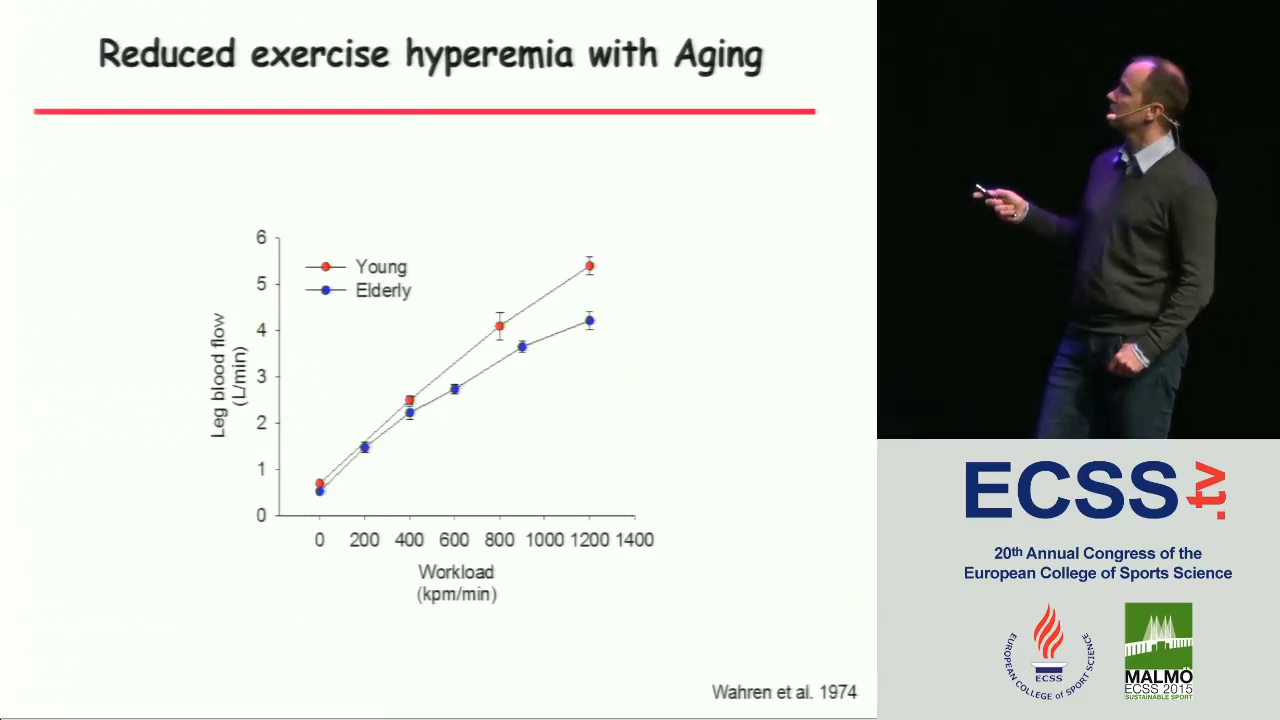 Reduced exercise hyperemia with Aging
6
5
4
3
2
1
0
Leg blood flow
(L/min)
Young
Elderly
0 200 400 600 800 1000 1200 1400
Workload
(kpm/min)
Wahren et al. 1974
ECSS.tv
20th Annual Congress of the
European College of Sports Science
EUROPEAN COLLEGE OF SPORT SCIENCE
ECSS
MALMÖ
ECSS 2015
SUSTAINABLE SPORT